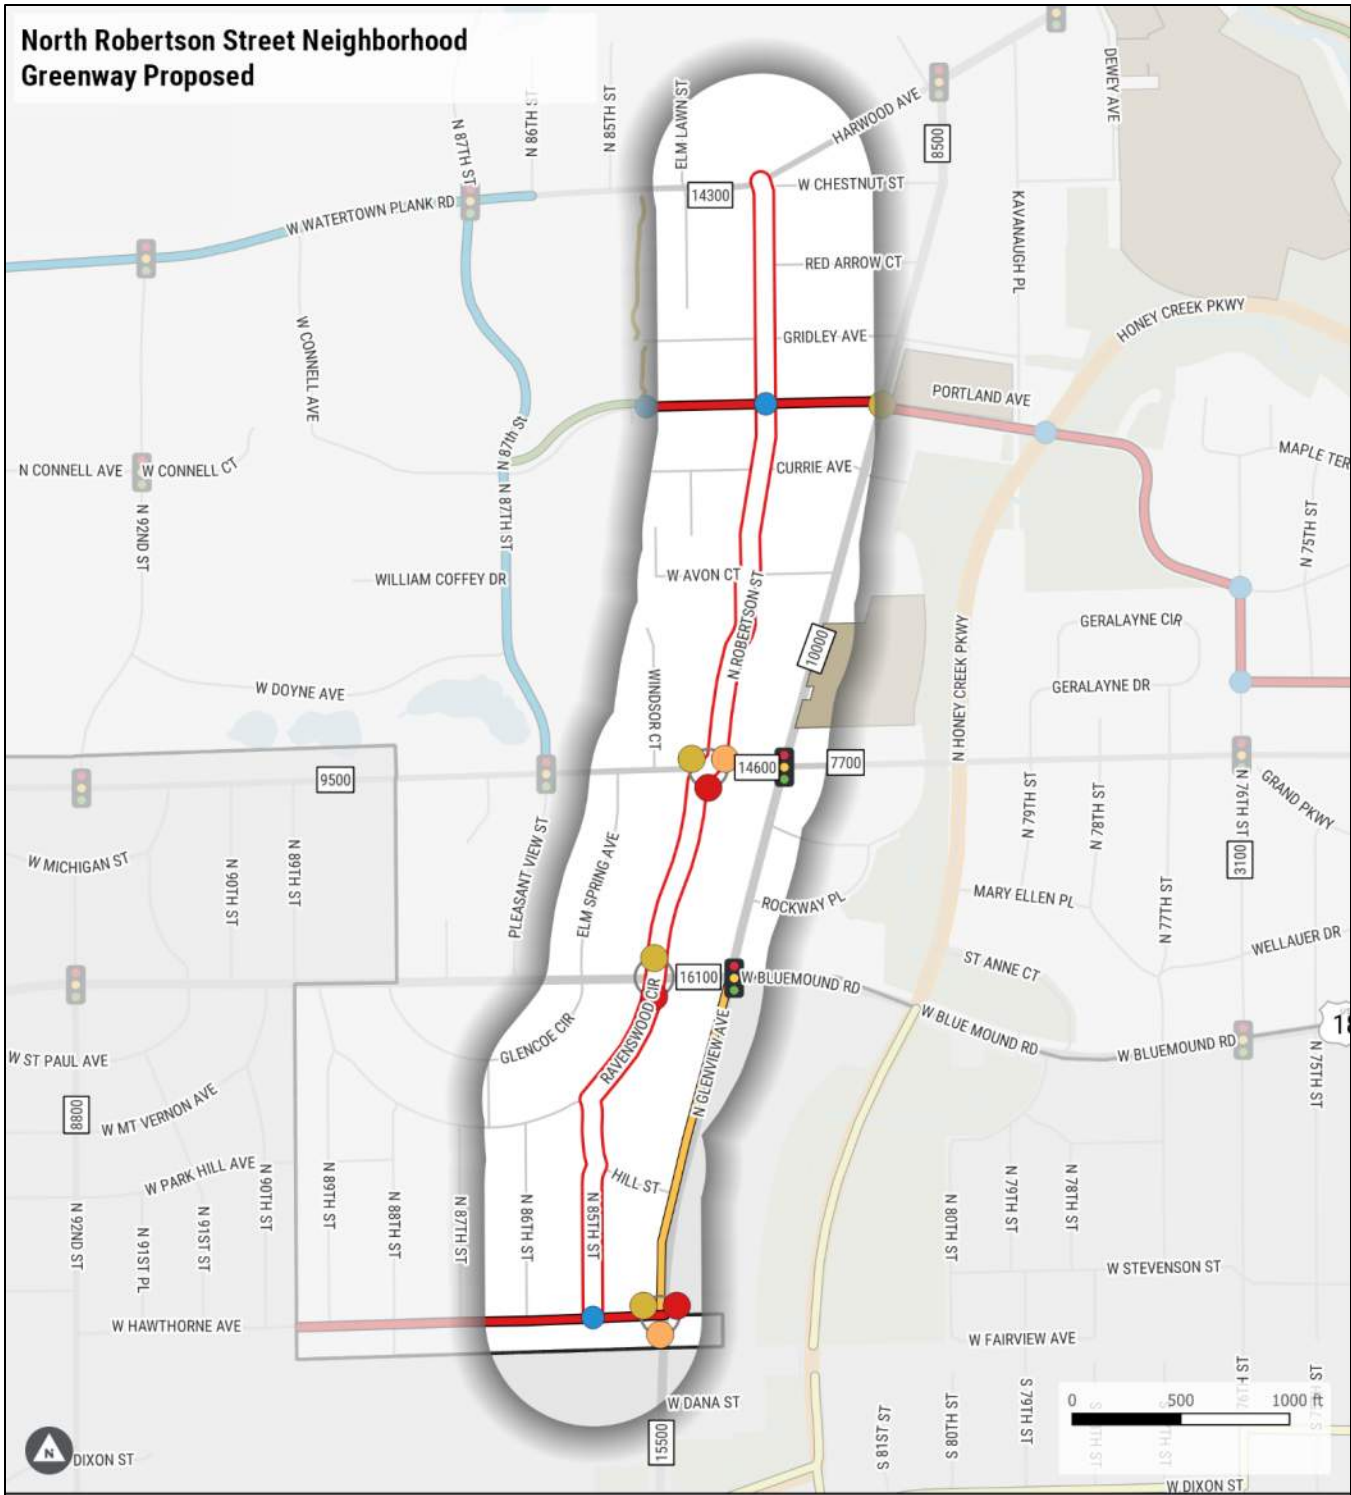 North Robertson Street Neighborhood
Greenway Proposed
N 87TH ST
N 86TH ST
N 85TH ST
ELM LAWN ST
HARWOOD AVE
DEWEY AVE
8500
W CHESTNUT ST
14300
W WATERTOWN PLANK RD
KAVANAUGH PL
RED ARROW CT
HONEY CREEK PKWY
W CONNELL AVE
GRIDLEY AVE
PORTLAND AVE
N 87th St
MAPLE TER
N CONNELL AVE
W CONNELL CT
CURRIE AVE
N 92ND ST
N 87TH ST
N 75TH ST
WILLIAM COFFEY DR
W AVON CT
N ROBERTSON ST
GERALAYNE CIR
10000
N HONEY CREEK PKWY
W DOYNE AVE
WINDSOR CT
GERALAYNE DR
9500
14600
7700
N 79TH ST
N 78TH ST
N 76TH ST
GRAND PKWY
W MICHIGAN ST
N 90TH ST
N 89TH ST
PLEASANT VIEW ST
ELM SPRING AVE
3100
ROCKWAY PL
MARY ELLEN PL
N 77TH ST
WELLAUER DR
ST ANNE CT
16100
W BLUEMOUND RD
W BLUE MOUND RD
W BLUEMOUND RD
18
GLENCOE CIR
RAVENSWOOD CIR
N GLENVIEW AVE
W ST PAUL AVE
N 75TH ST
8800
W MT VERNON AVE
W PARK HILL AVE
HILL ST
N 92ND ST
N 91ST PL
N 91ST ST
N 90TH ST
N 89TH ST
N 88TH ST
N 87TH ST
N 86TH ST
N 85TH ST
N 80TH ST
N 79TH ST
N 78TH ST
W STEVENSON ST
W HAWTHORNE AVE
W FAIRVIEW AVE
W DANA ST
15500
S 81ST ST
S 80TH ST
S 79TH ST
76TH ST
0 500 1000 ft
N
DIXON ST
W DIXON ST